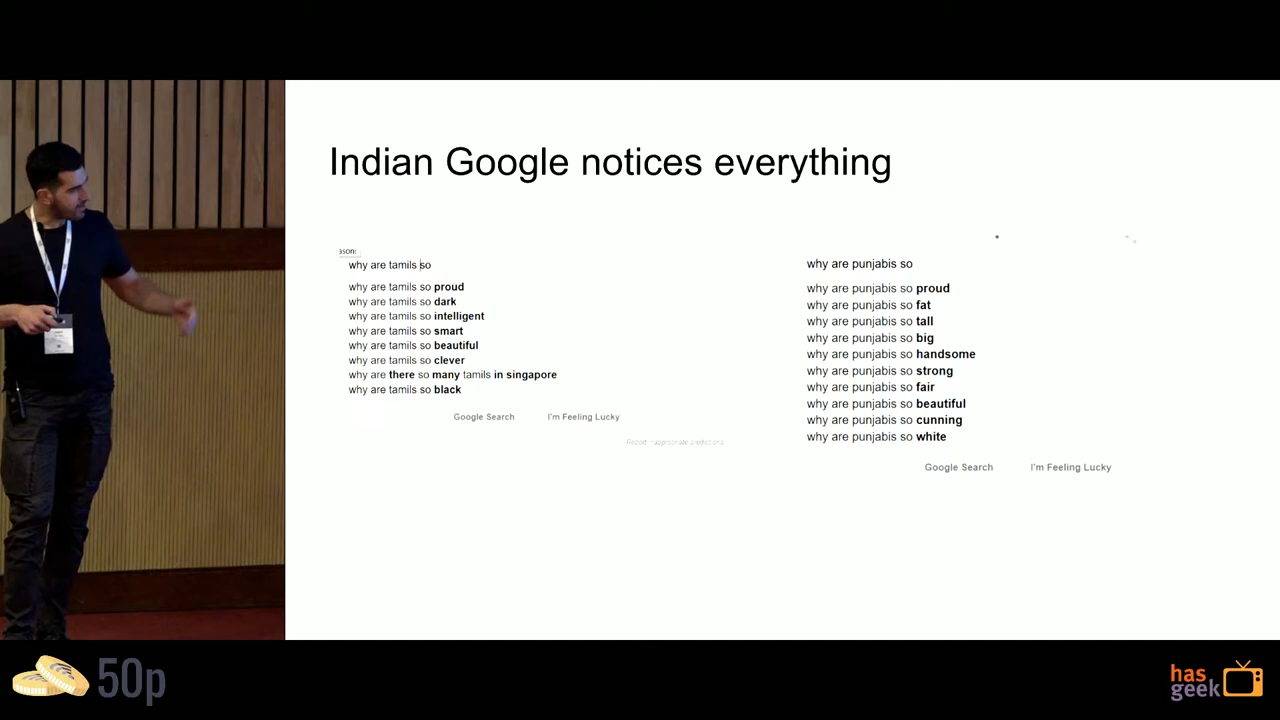 Indian Google notices everything
ason:
why are tamils so
why are tamils so proud
why are tamils so dark
why are tamils so intelligent
why are tamils so smart
why are tamils so beautiful
why are tamils so clever
why are there so many tamils in singapore
why are tamils so black
Google Search I'm Feeling Lucky
Report inappropriate predictions
why are punjabis so
why are punjabis so proud
why are punjabis so fat
why are punjabis so tall
why are punjabis so big
why are punjabis so handsome
why are punjabis so strong
why are punjabis so fair
why are punjabis so beautiful
why are punjabis so cunning
why are punjabis so white
Google Search I'm Feeling Lucky
50p
has
geek